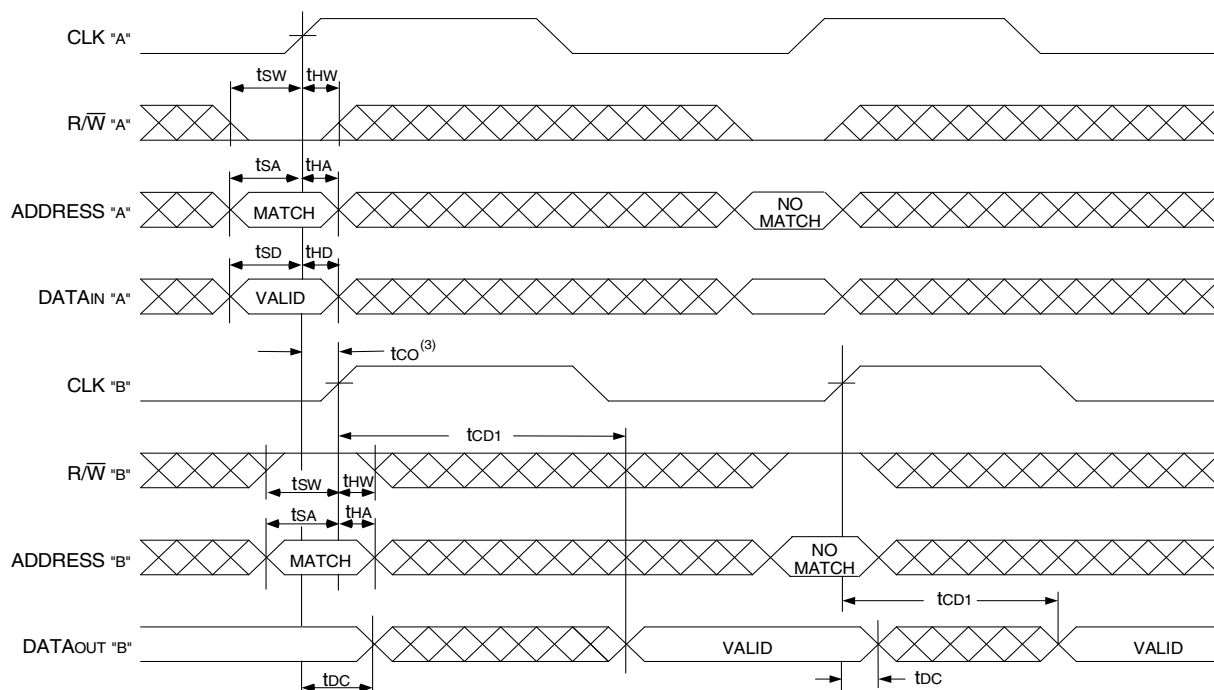 CLK "A"
tSW tHW
R/W̅ "A"
tSA tHA
ADDRESS "A" MATCH NO MATCH
tSD tHD
DATAIN "A" VALID
tCO(3)
CLK "B"
tCD1
R/W̅ "B"
tSW tHW
tSA tHA
ADDRESS "B" MATCH NO MATCH
tCD1
DATAOUT "B" VALID VALID
tDC tDC